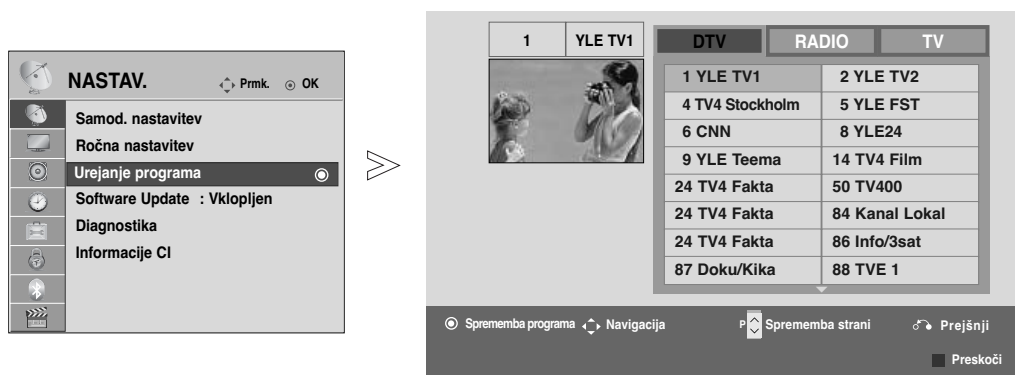 NASTAV. Prmk. OK
Samod. nastavitev
Ročna nastavitev
Urejanje programa
Software Update : Vklopljen
Diagnostika
Informacije CI
1 YLE TV1
DTV RADIO TV
1 YLE TV1 2 YLE TV2
4 TV4 Stockholm 5 YLE FST
6 CNN 8 YLE24
9 YLE Teema 14 TV4 Film
24 TV4 Fakta 50 TV400
24 TV4 Fakta 84 Kanal Lokal
24 TV4 Fakta 86 Info/3sat
87 Doku/Kika 88 TVE 1
Sprememba programa Navigacija P Sprememba strani Prejšnji
Preskoči